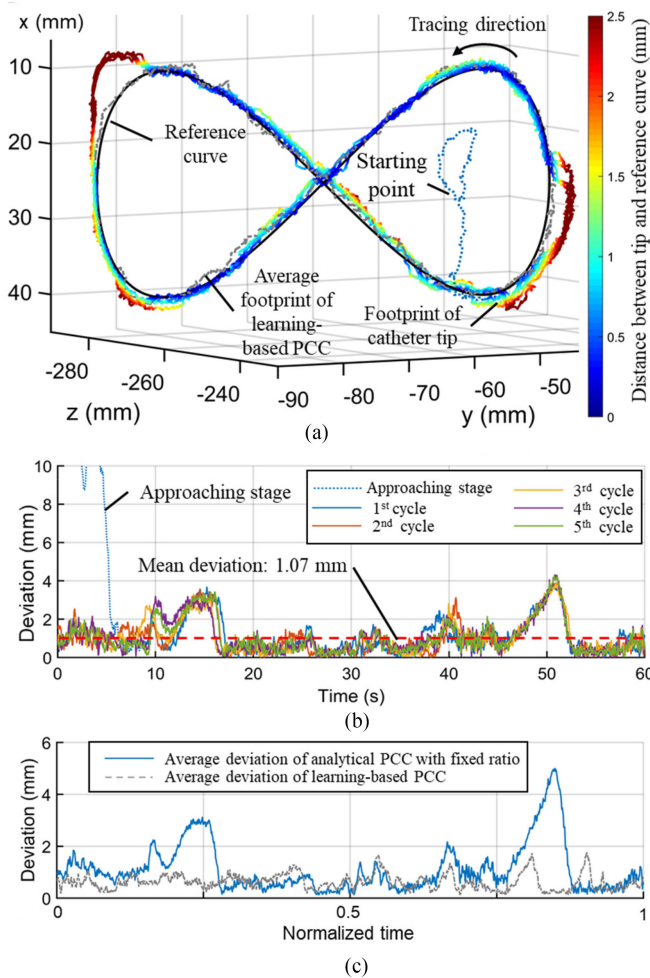 x (mm)
Tracing direction
2.5
10
Reference
curve
2
20
Starting
point
1.5
30
Average
footprint of
learning-
based PCC
Footprint of
catheter tip
1
40
0.5
0
Distance between tip and reference curve (mm)
-280
-260
-240
-90
-80
-70
-60
-50
z (mm)
y (mm)
(a)
10
8
6
4
2
0
Deviation (mm)
Approaching stage
Approaching stage
1st cycle
2nd cycle
3rd cycle
4th cycle
5th cycle
Mean deviation: 1.07 mm
0
10
20
30
40
50
60
Time (s)
(b)
6
4
2
0
Deviation (mm)
Average deviation of analytical PCC with fixed ratio
Average deviation of learning-based PCC
0
0.5
1
Normalized time
(c)